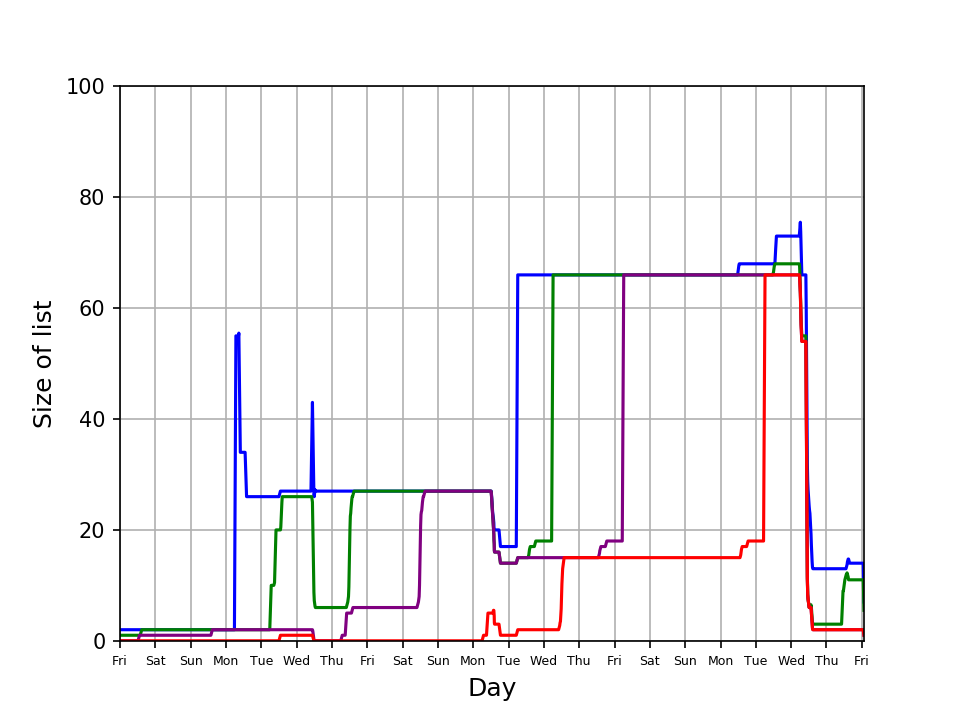 100
80
60
40
20
0
Size of list
Fri Sat Sun Mon Tue Wed Thu Fri Sat Sun Mon Tue Wed Thu Fri Sat Sun Mon Tue Wed Thu Fri
Day